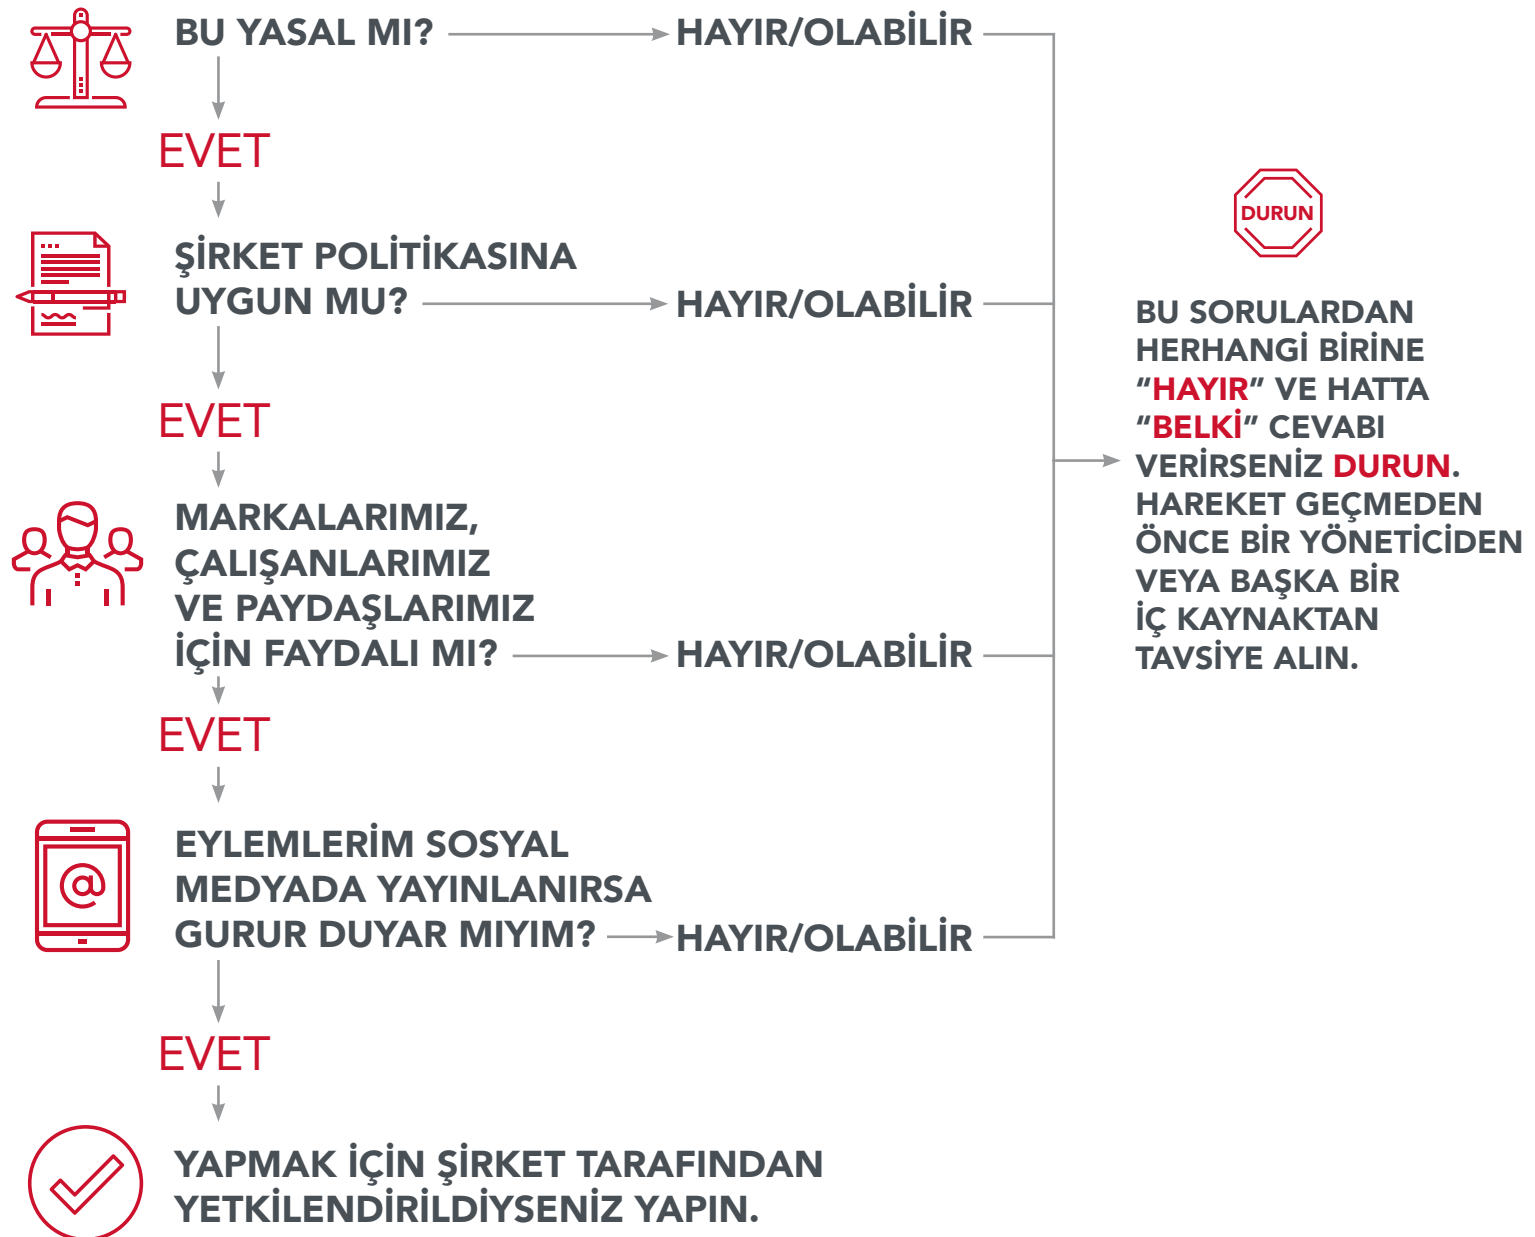 BU YASAL MI?
HAYIR/OLABİLİR
EVET
ŞİRKET POLİTİKASINA
UYGUN MU?
HAYIR/OLABİLİR
EVET
MARKALARIMIZ,
ÇALIŞANLARIMIZ
VE PAYDAŞLARIMIZ
İÇİN FAYDALI MI?
HAYIR/OLABİLİR
EVET
@
EYLEMLERİM SOSYAL
MEDYADA YAYINLANIRSA
GURUR DUYAR MIYIM?
HAYIR/OLABİLİR
EVET
YAPMAK İÇİN ŞİRKET TARAFINDAN
YETKİLENDİRİLDİYSENİZ YAPIN.
DURUN
BU SORULARDAN
HERHANGİ BİRİNE
“HAYIR” VE HATTA
“BELKİ” CEVABI
VERİRSENİZ DURUN.
HAREKET GEÇMEDEN
ÖNCE BİR YÖNETİCİDEN
VEYA BAŞKA BİR
İÇ KAYNAKTAN
TAVSİYE ALIN.